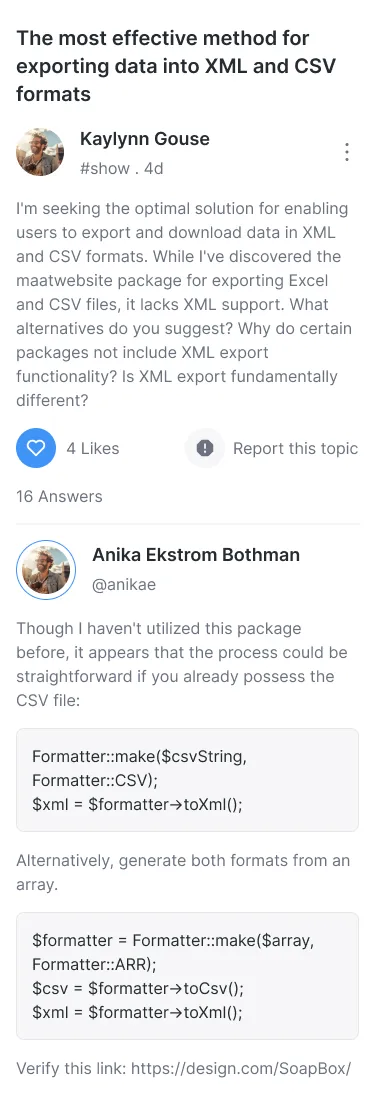 The most effective method for
exporting data into XML and CSV
formats
Kaylynn Gouse
#show . 4d
I'm seeking the optimal solution for enabling
users to export and download data in XML
and CSV formats. While I've discovered the
maatwebsite package for exporting Excel
and CSV files, it lacks XML support. What
alternatives do you suggest? Why do certain
packages not include XML export
functionality? Is XML export fundamentally
different?
4 Likes
Report this topic
16 Answers
Anika Ekstrom Bothman
@anikae
Though I haven't utilized this package
before, it appears that the process could be
straightforward if you already possess the
CSV file:
Formatter::make($csvString,
Formatter::CSV);
$xml = $formatter→toXml();
Alternatively, generate both formats from an
array.
$formatter = Formatter::make($array,
Formatter::ARR);
$csv = $formatter→toCsv();
$xml = $formatter→toXml();
Verify this link: https://design.com/SoapBox/